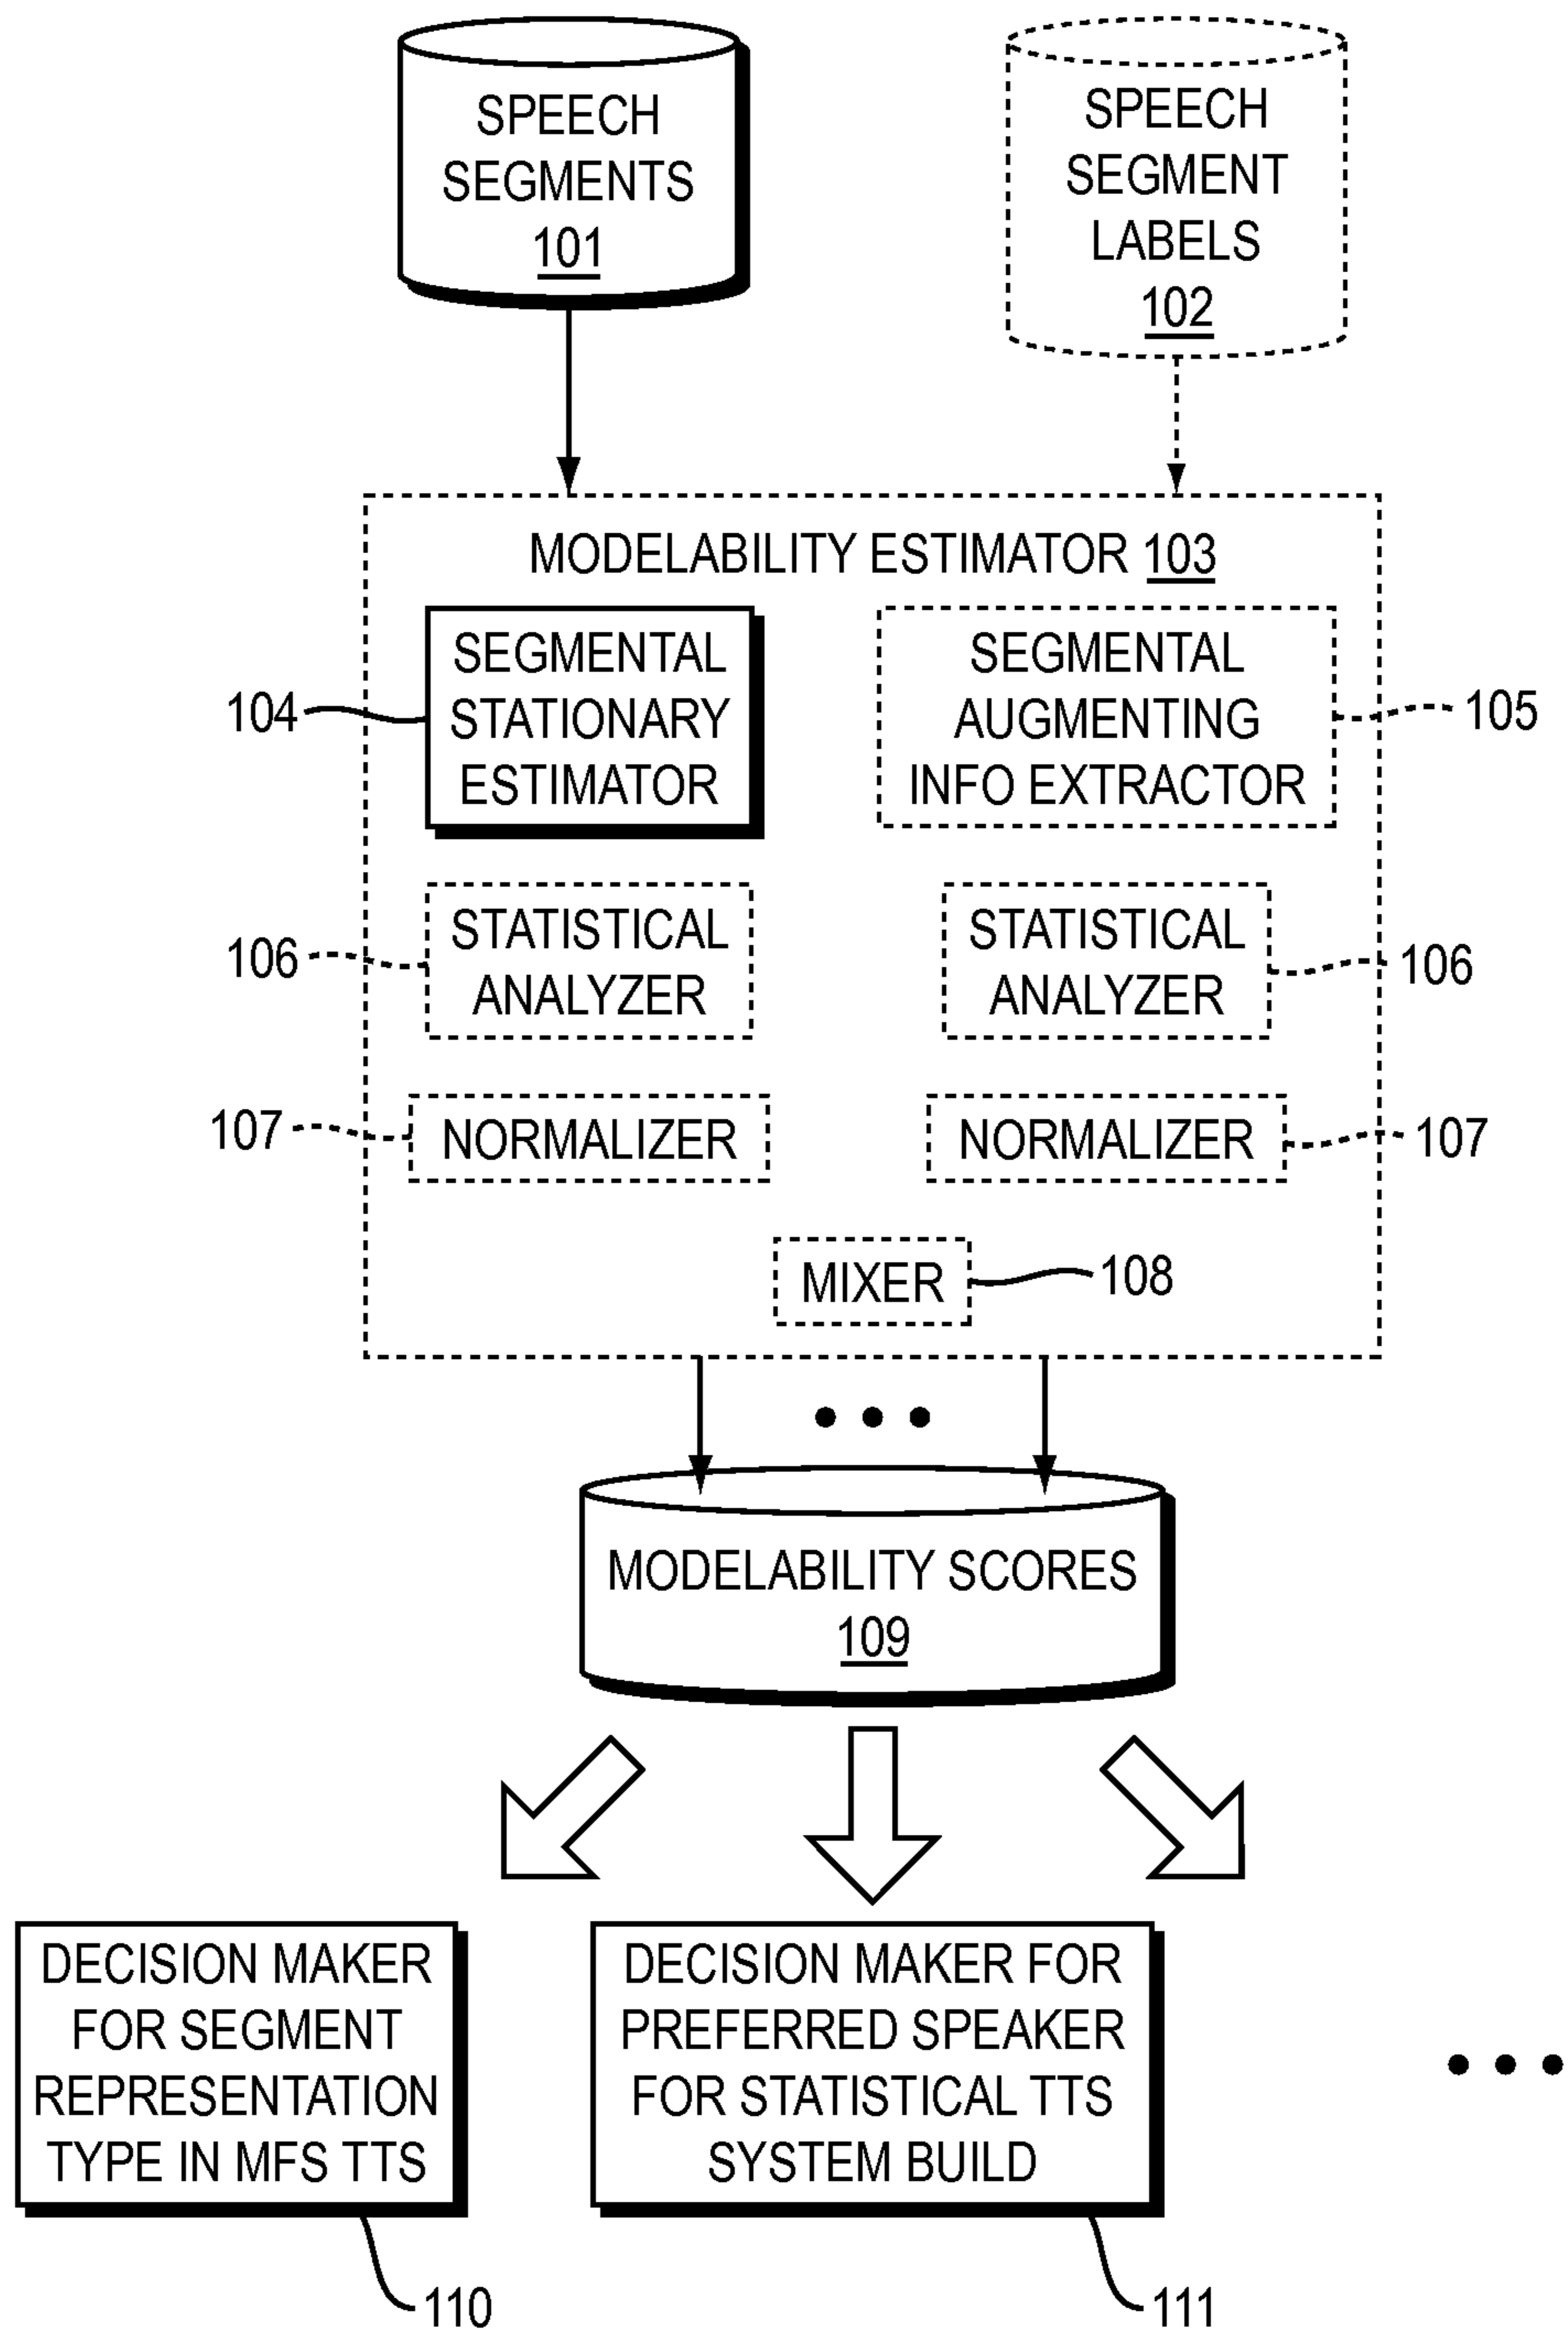 SPEECH
SEGMENTS
101
SPEECH
SEGMENT
LABELS
102
MODELABILITY ESTIMATOR 103
104
SEGMENTAL
STATIONARY
ESTIMATOR
SEGMENTAL
AUGMENTING
INFO EXTRACTOR
105
106
STATISTICAL
ANALYZER
STATISTICAL
ANALYZER
106
107
NORMALIZER
NORMALIZER
107
MIXER
108
MODELABILITY SCORES
109
DECISION MAKER
FOR SEGMENT
REPRESENTATION
TYPE IN MFS TTS
110
DECISION MAKER FOR
PREFERRED SPEAKER
FOR STATISTICAL TTS
SYSTEM BUILD
111